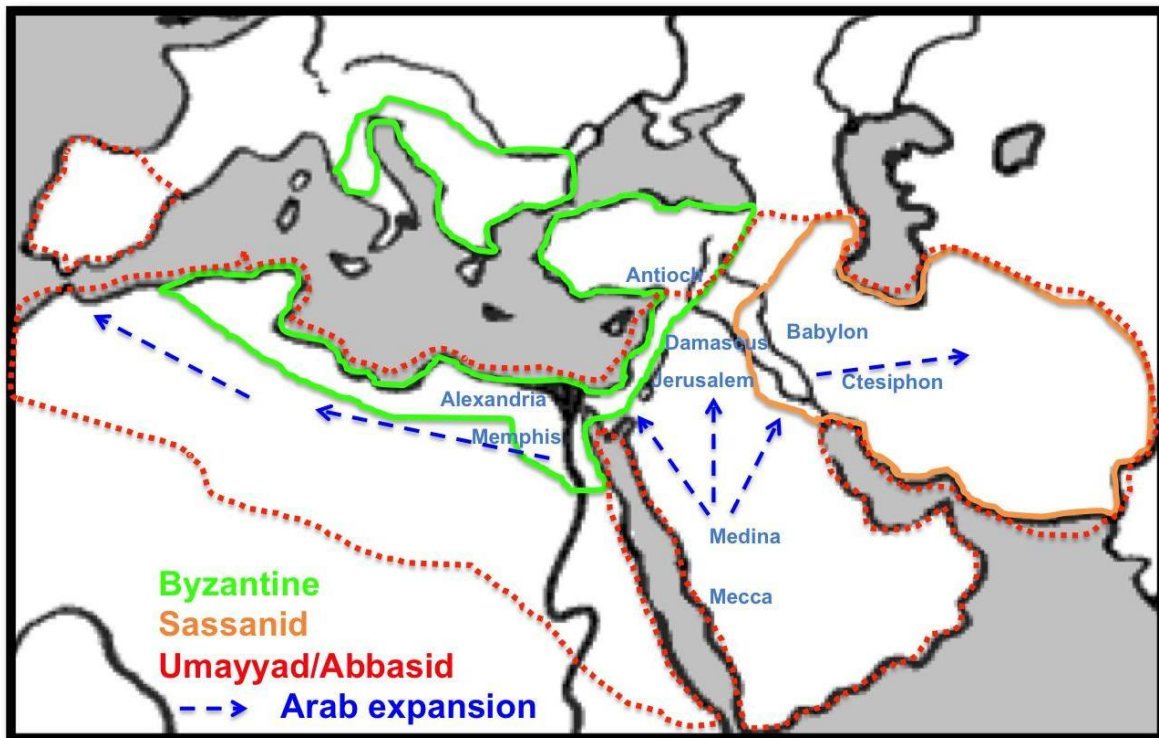 Antioch
Damascus
Babylon
Jerusalem
Ctesiphon
Alexandria
Memphis
Medina
Mecca
Byzantine
Sassanid
Umayyad/Abbasid
Arab expansion